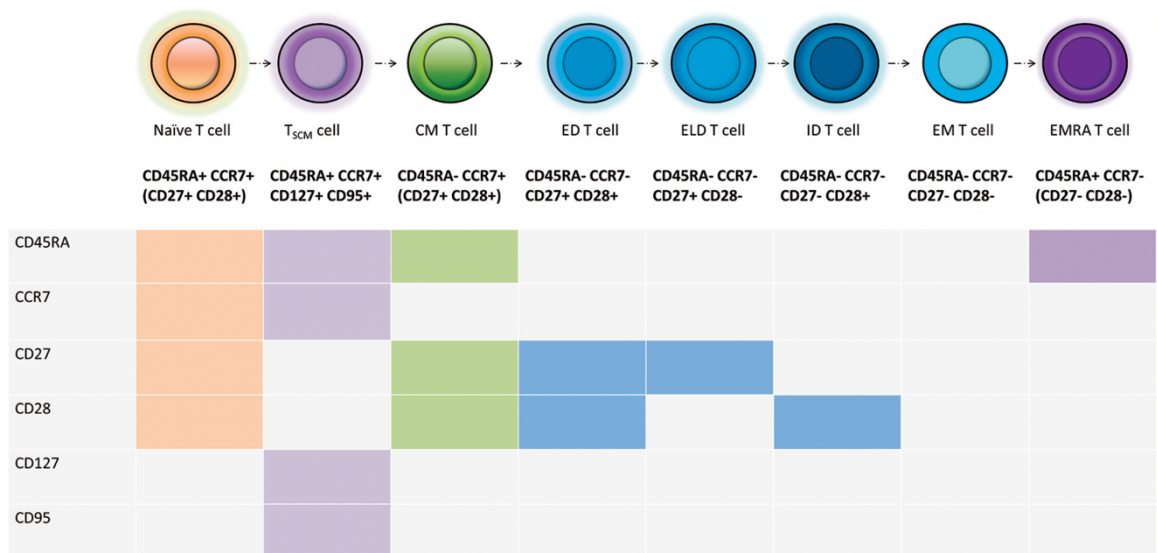 Naïve T cell
TSCM cell
CM T cell
ED T cell
ELD T cell
ID T cell
EM T cell
EMRA T cell
CD45RA+ CCR7+
(CD27+ CD28+)
CD45RA+ CCR7+
CD127+ CD95+
CD45RA- CCR7+
(CD27+ CD28+)
CD45RA- CCR7-
CD27+ CD28+
CD45RA- CCR7-
CD27+ CD28-
CD45RA- CCR7-
CD27- CD28+
CD45RA- CCR7-
CD27- CD28-
CD45RA+ CCR7-
(CD27- CD28-)
CD45RA
CCR7
CD27
CD28
CD127
CD95